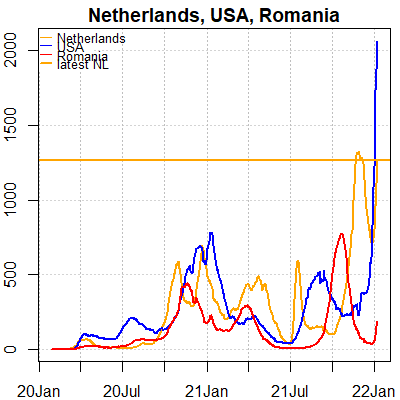 Netherlands, USA, Romania
Netherlands
USA
Romania
latest NL
2000
1500
1000
500
0
20Jan 20Jul 21Jan 21Jul 22Jan